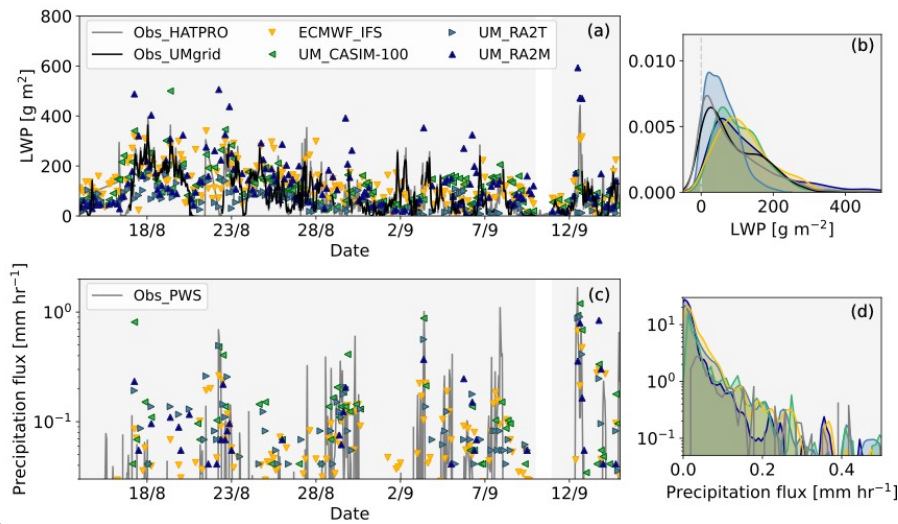 800
600
400
200
0
LWP [g m⁻²]
Obs_HATPRO
Obs_UMgrid
ECMWF_IFS
UM_CASIM-100
UM_RA2T
UM_RA2M
(a)
18/8 23/8 28/8 2/9 7/9 12/9
Date
(b)
0.010
0.005
0.000
0 200 400
LWP [g m⁻²]
Precipitation flux [mm hr⁻¹]
10⁰
10⁻¹
Obs_PWS
(c)
18/8 23/8 28/8 2/9 7/9 12/9
Date
(d)
10¹
10⁰
10⁻¹
0.0 0.2 0.4
Precipitation flux [mm hr⁻¹]